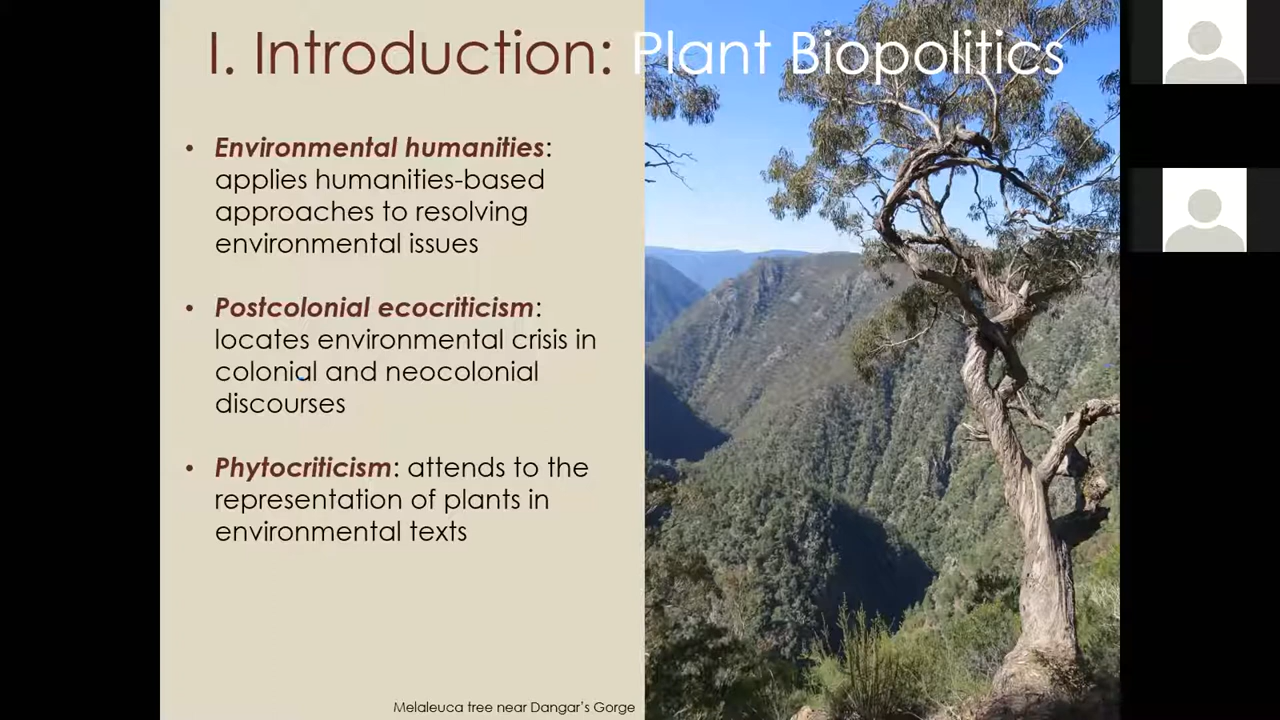 I. Introduction: Plant Biopolitics
• Environmental humanities:
applies humanities-based
approaches to resolving
environmental issues
• Postcolonial ecocriticism:
locates environmental crisis in
colonial and neocolonial
discourses
• Phytocriticism: attends to the
representation of plants in
environmental texts
Melaleuca tree near Dangar's Gorge